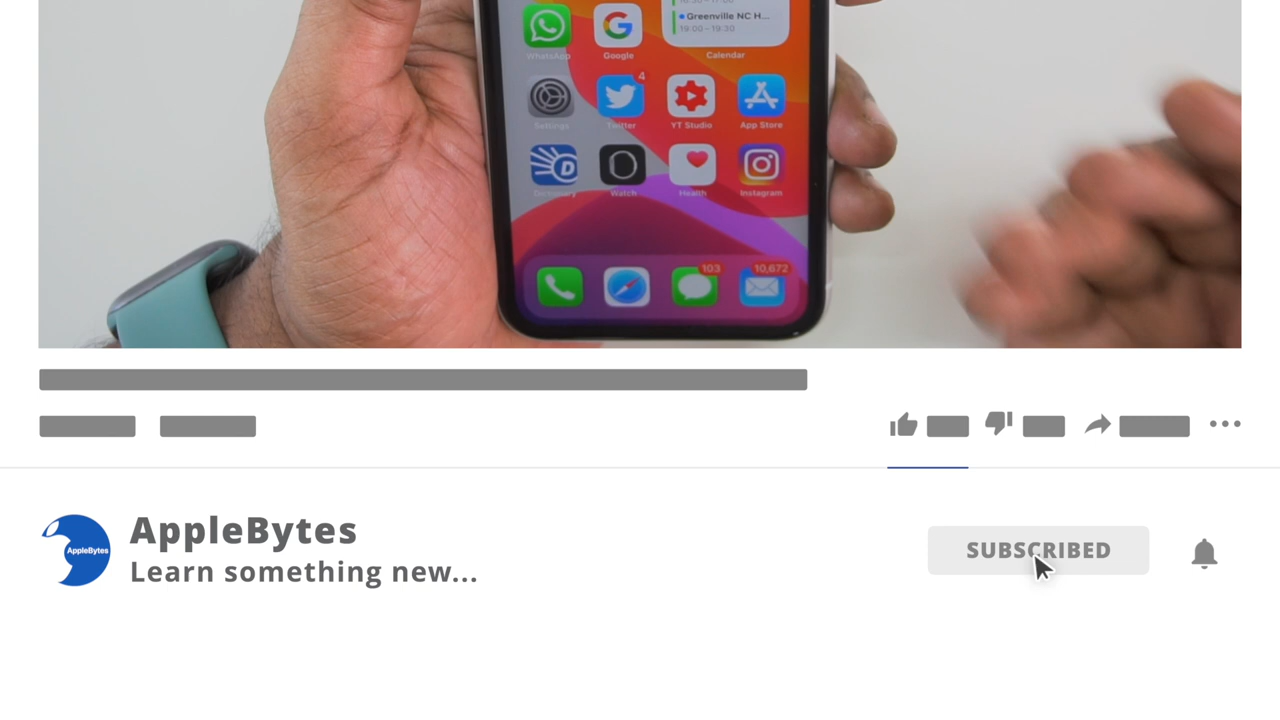 Greenville NC H...
19:00 – 19:30
WhatsApp
Google
Calendar
4
Settings
Twitter
YT Studio
App Store
Dictionary
Watch
Health
Instagram
103
10,672
AppleBytes
AppleBytes
Learn something new...
SUBSCRIBED